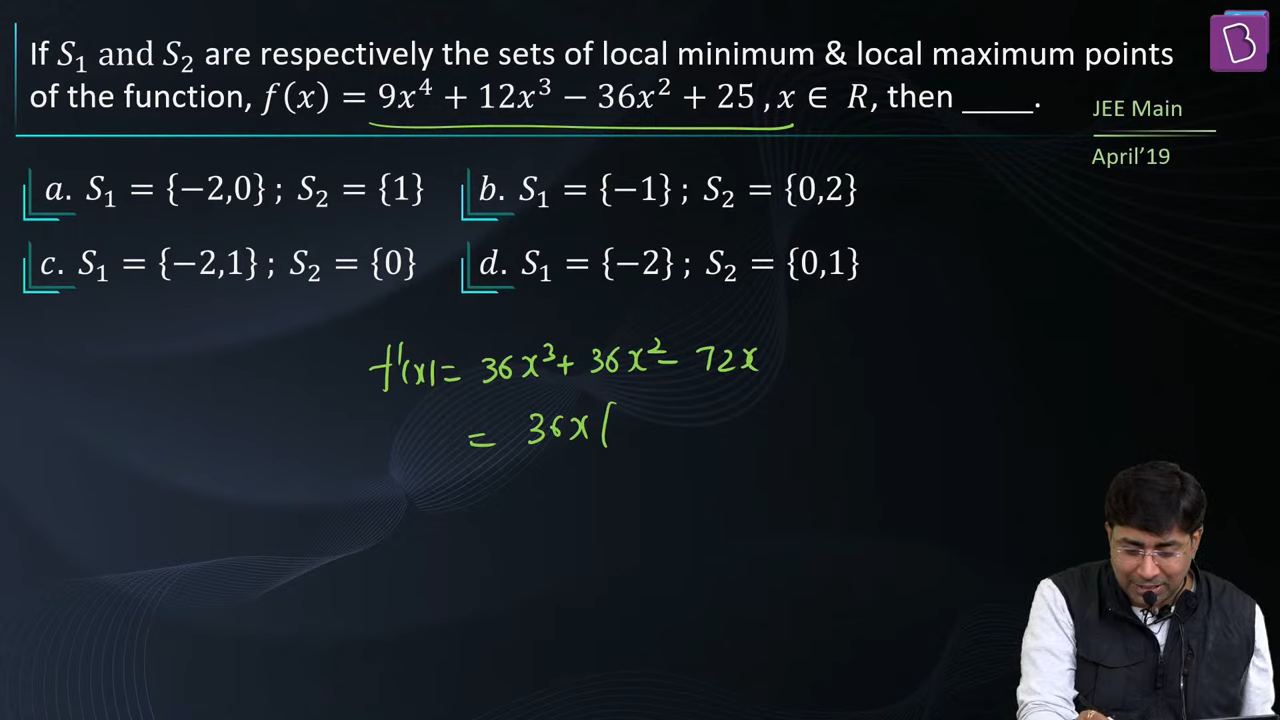 If S₁ and S₂ are respectively the sets of local minimum & local maximum points
of the function, f(x) = 9x⁴ + 12x³ − 36x² + 25 , x ∈ R, then ____.
JEE Main
April'19
a. S₁ = {−2,0} ; S₂ = {1}
b. S₁ = {−1} ; S₂ = {0,2}
c. S₁ = {−2,1} ; S₂ = {0}
d. S₁ = {−2} ; S₂ = {0,1}
f'(x) = 36x³ + 36x² − 72x
= 36x (
B